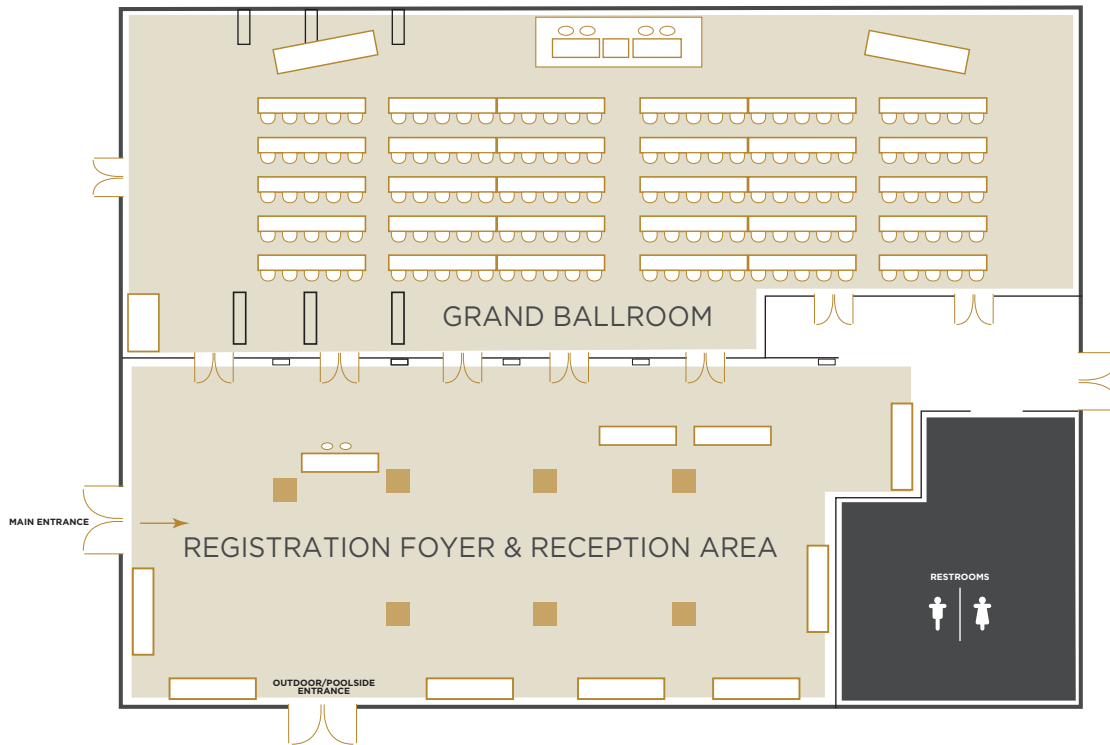 GRAND BALLROOM
MAIN ENTRANCE
REGISTRATION FOYER & RECEPTION AREA
RESTROOMS
OUTDOOR/POOLSIDE
ENTRANCE